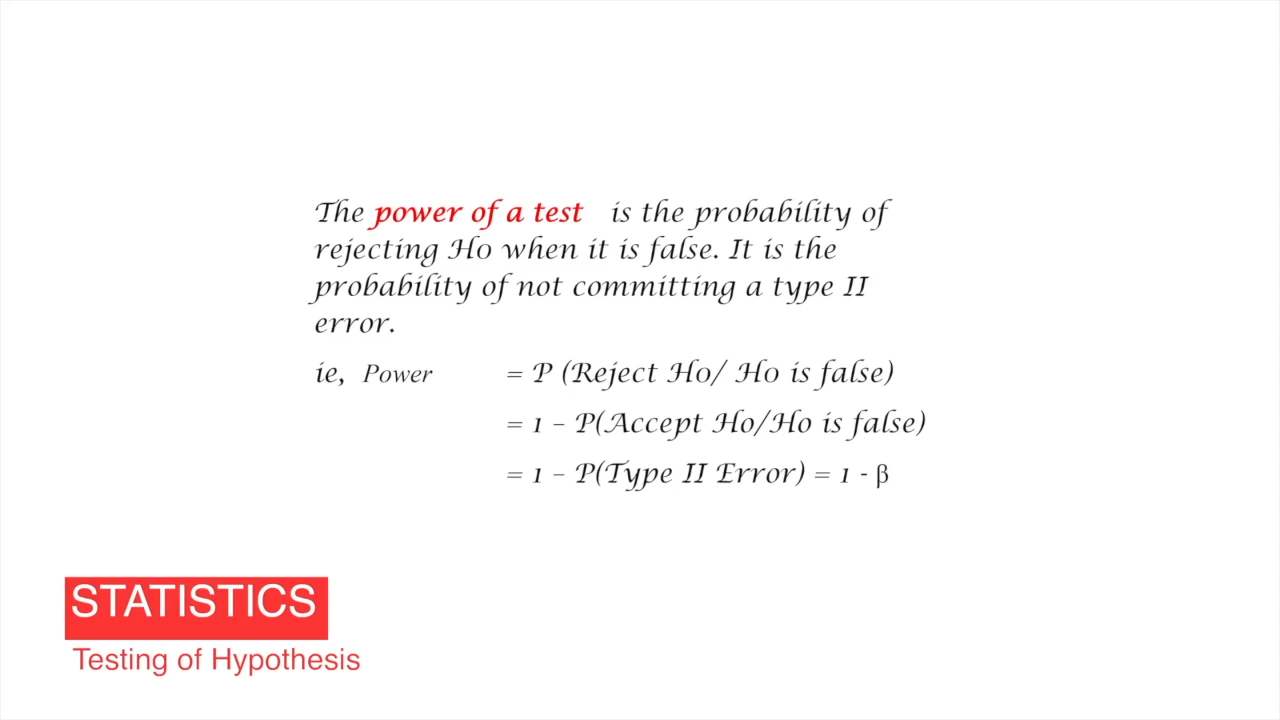 The power of a test is the probability of
rejecting Ho when it is false. It is the
probability of not committing a type II
error.
ie, Power = P (Reject Ho/ Ho is false)
= 1 – P(Accept Ho/Ho is false)
= 1 – P(Type II Error) = 1 - β
STATISTICS
Testing of Hypothesis